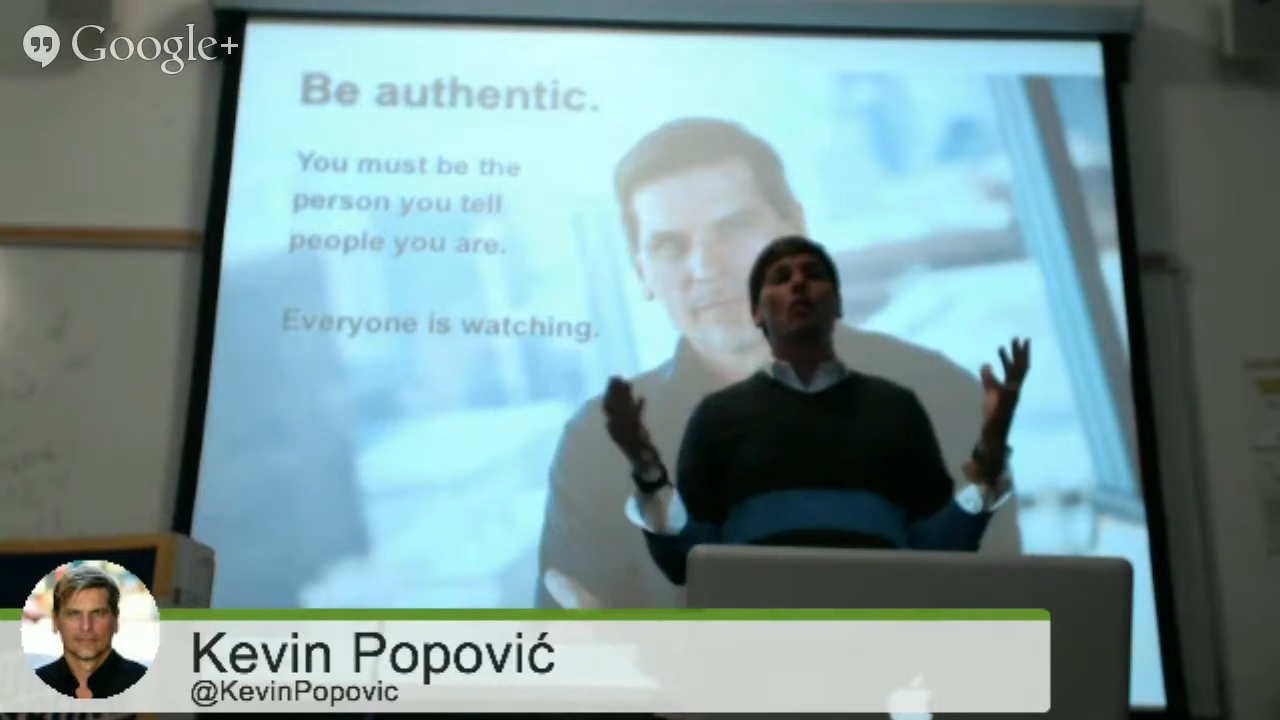 Google+
Be authentic.
You must be the
person you tell
people you are.
Everyone is watching.
Kevin Popović
@KevinPopovic